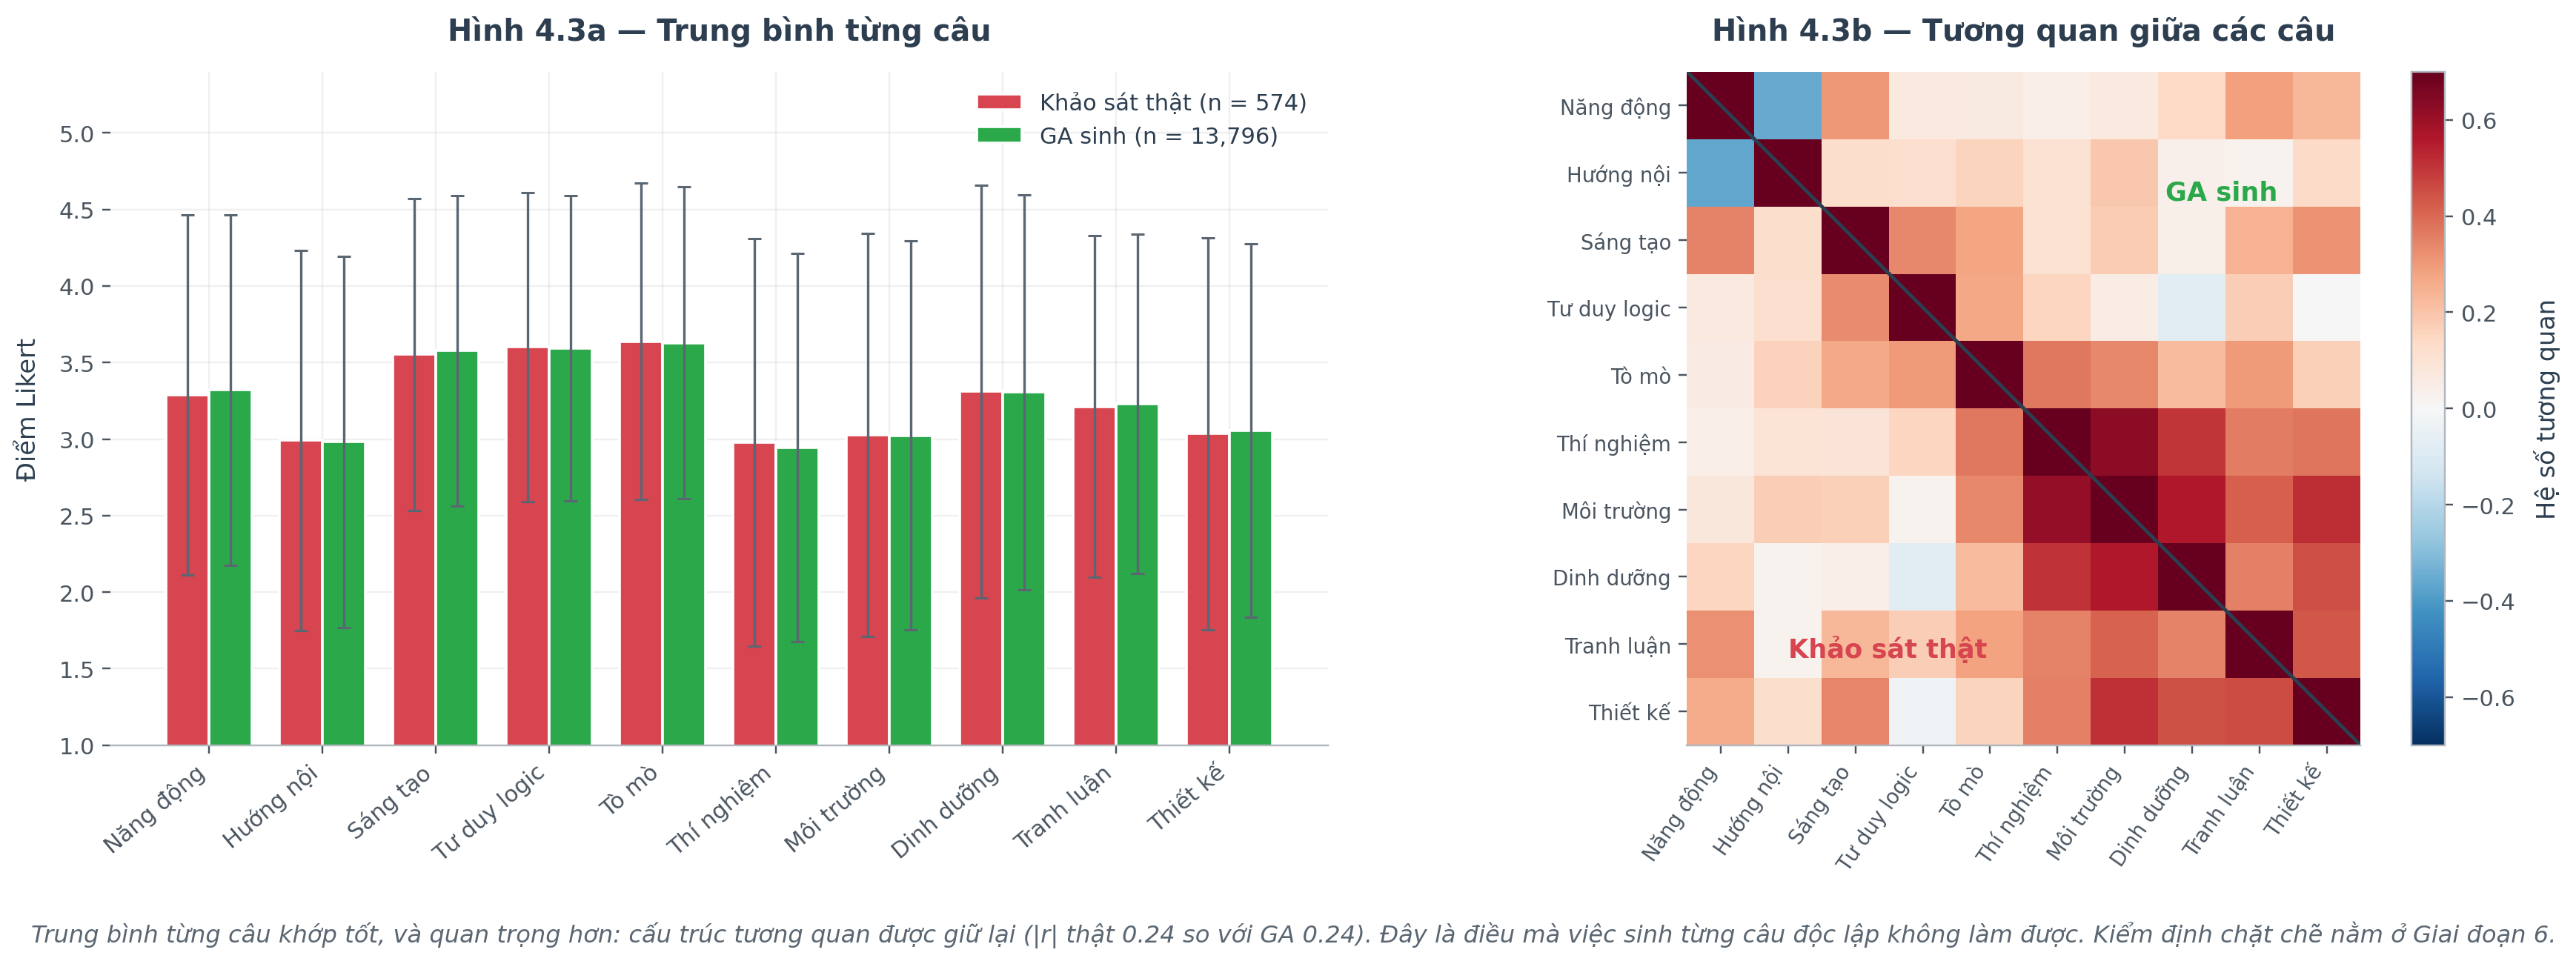 Hình 4.3a — Trung bình từng câu
Khảo sát thật (n = 574)
GA sinh (n = 13,796)
Điểm Likert
5.0
4.5
4.0
3.5
3.0
2.5
2.0
1.5
1.0
Năng động
Hướng nội
Sáng tạo
Tư duy logic
Tò mò
Thí nghiệm
Môi trường
Dinh dưỡng
Tranh luận
Thiết kế
Hình 4.3b — Tương quan giữa các câu
Năng động
Hướng nội
Sáng tạo
Tư duy logic
Tò mò
Thí nghiệm
Môi trường
Dinh dưỡng
Tranh luận
Thiết kế
GA sinh
Khảo sát thật
Năng động
Hướng nội
Sáng tạo
Tư duy logic
Tò mò
Thí nghiệm
Môi trường
Dinh dưỡng
Tranh luận
Thiết kế
0.6
0.4
0.2
0.0
−0.2
−0.4
−0.6
Hệ số tương quan
Trung bình từng câu khớp tốt, và quan trọng hơn: cấu trúc tương quan được giữ lại (|r| thật 0.24 so với GA 0.24). Đây là điều mà việc sinh từng câu độc lập không làm được. Kiểm định chặt chẽ nằm ở Giai đoạn 6.